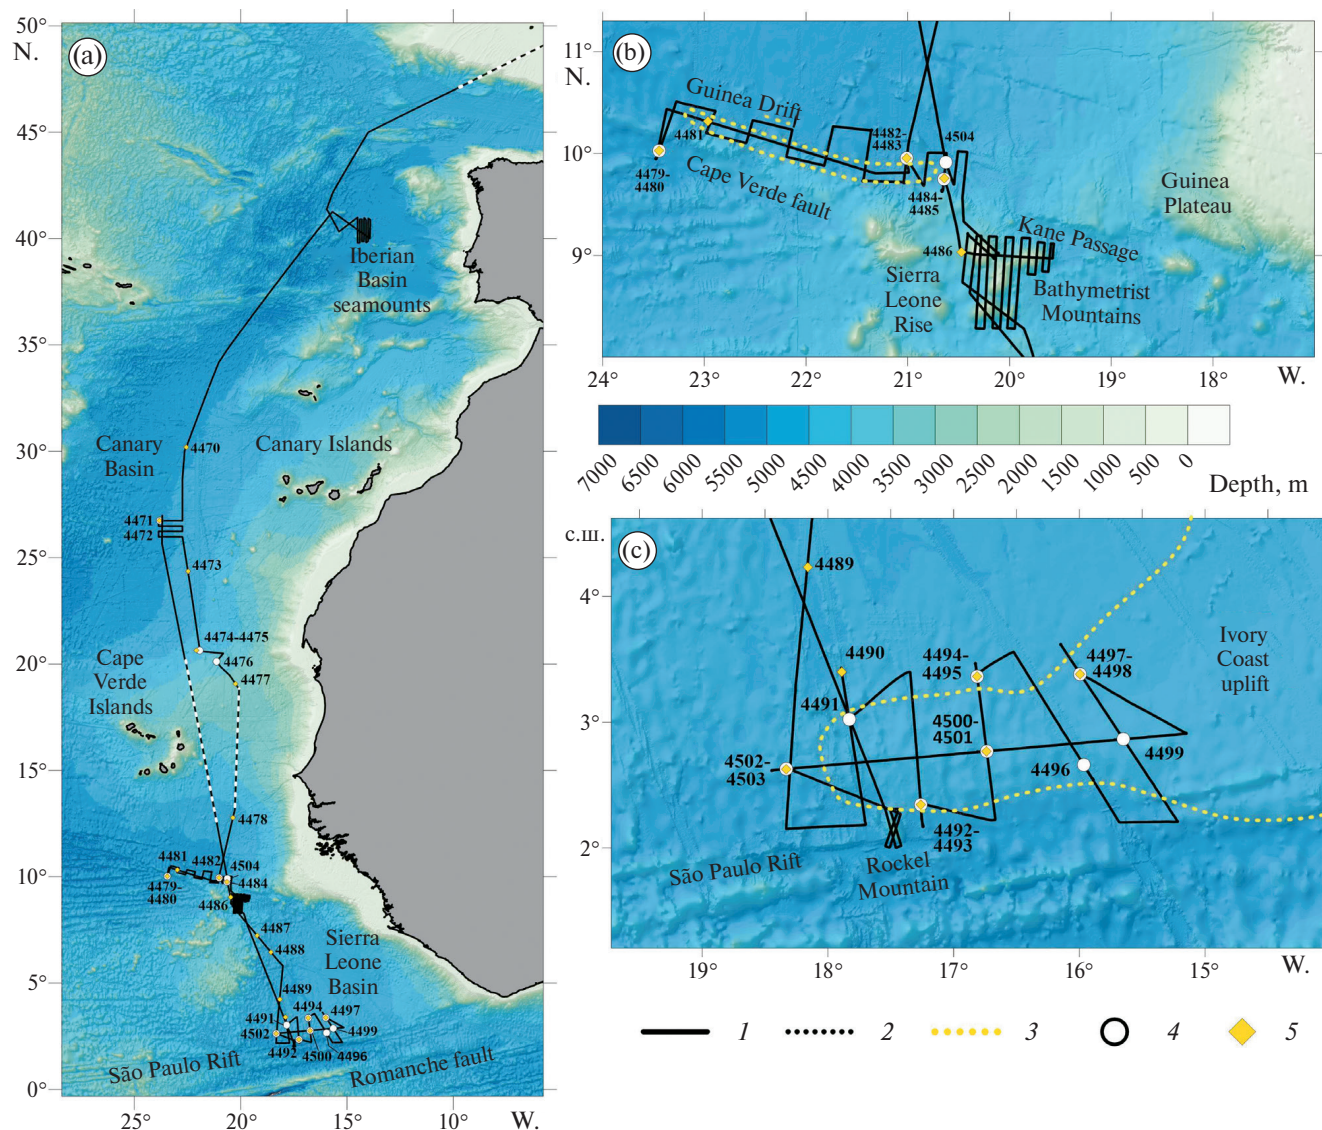 (a)
50°
N.
45°
40°
35°
30°
25°
20°
15°
10°
5°
0°
25°
20°
15°
10°
W.
Iberian
Basin
seamounts
Canary
Basin
4470
Canary Islands
4471
4472
4473
4474-4475
4476
4477
Cape
Verde
Islands
4478
4481
4482
4504
4479-
4480
4484
4486
4487
4488
Sierra
Leone
Basin
4489
4491
4494
4497
4502
4499
4492
4500
4496
São Paulo Rift
Romanche fault
(b)
11°
N.
10°
9°
24
23°
22°
21°
20°
19°
18°
W.
Guinea Drift
4481
4482-
4483
4504
4479-
4480
Cape Verde fault
4484-
4485
Guinea
Plateau
4486
Kane Passage
Sierra
Leone
Rise
Bathymetrist
Mountains
7000
6500
6000
5500
5000
4500
4000
3500
3000
2500
2000
1500
1000
500
0
Depth, m
с.ш.
(c)
4°
3°
2°
19°
18°
17°
16°
15°
W.
4489
4490
4491
4494-
4495
4497-
4498
Ivory
Coast
uplift
4500-
4501
4502-
4503
4496
4499
4492-
4493
São Paulo Rift
Rockel
Mountain
1
2
3
4
5